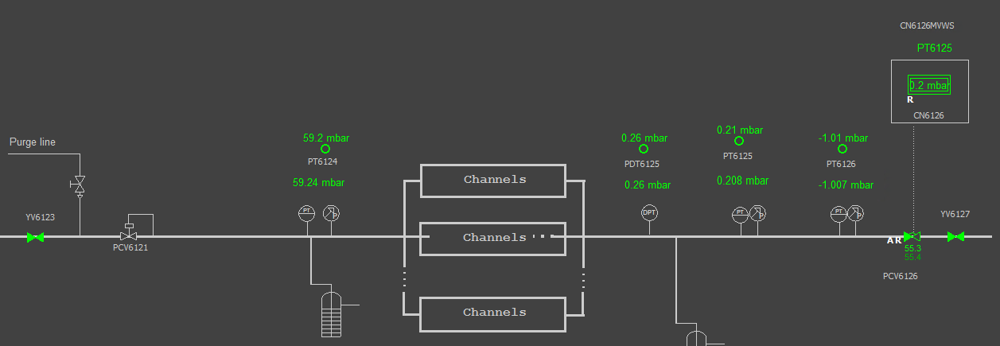 CN6126MVWS
PT6125
0.2 mbar
R
CN6126
Purge line
59.2 mbar
PT6124
59.24 mbar
0.26 mbar
PDT6125
0.26 mbar
0.21 mbar
PT6125
0.208 mbar
-1.01 mbar
PT6126
-1.007 mbar
Channels
YV6123
PT
P
DPT
PT
P
PT
P
YV6127
Channels
PCV6121
AR
55.3
55.4
PCV6126
Channels